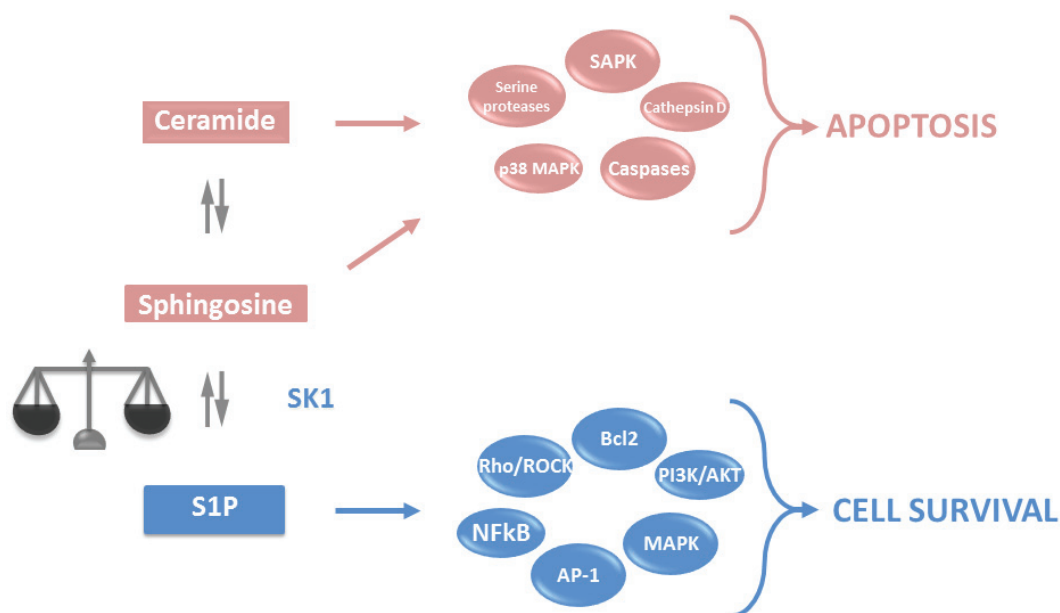 SAPK
Serine
proteases
Cathepsin D
Ceramide
APOPTOSIS
p38 MAPK
Caspases
Sphingosine
SK1
Bcl2
Rho/ROCK
PI3K/AKT
S1P
CELL SURVIVAL
NFkB
MAPK
AP-1